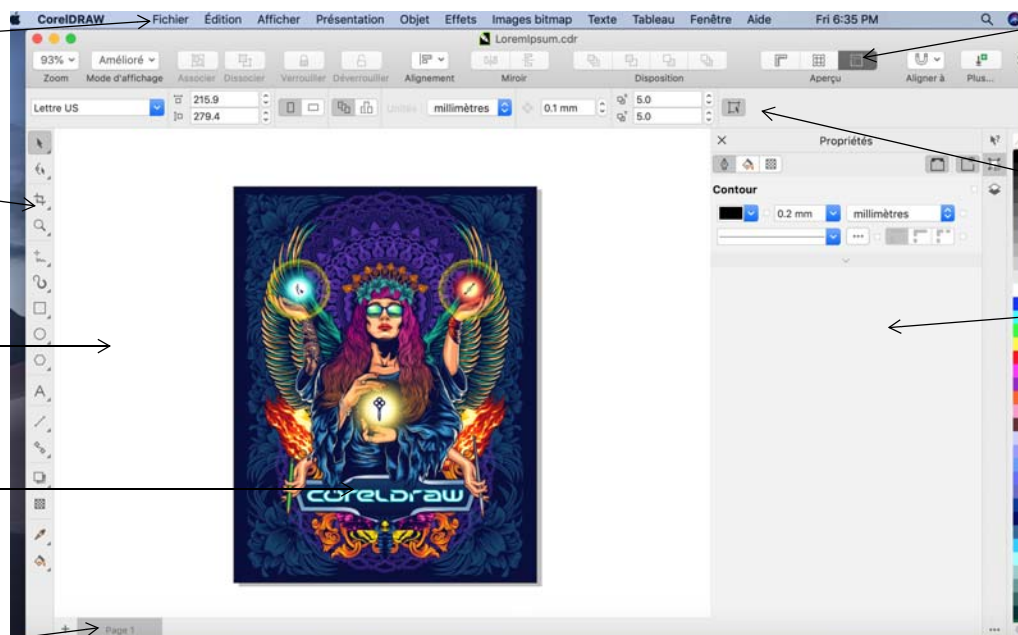 CorelDRAW Fichier Édition Afficher Présentation Objet Effets Images bitmap Texte Tableau Fenêtre Aide Fri 6:35 PM
LoremIpsum.cdr
93% Amélioré
Zoom Mode d'affichage Associer Dissocier Verrouiller Déverrouiller Alignement Miroir Disposition Aperçu Aligner à Plus...
Lettre US 215.9 279.4 Unités : millimètres 0.1 mm 5.0 5.0
Propriétés
Contour
0.2 mm millimètres
CorelDraw
Page 1